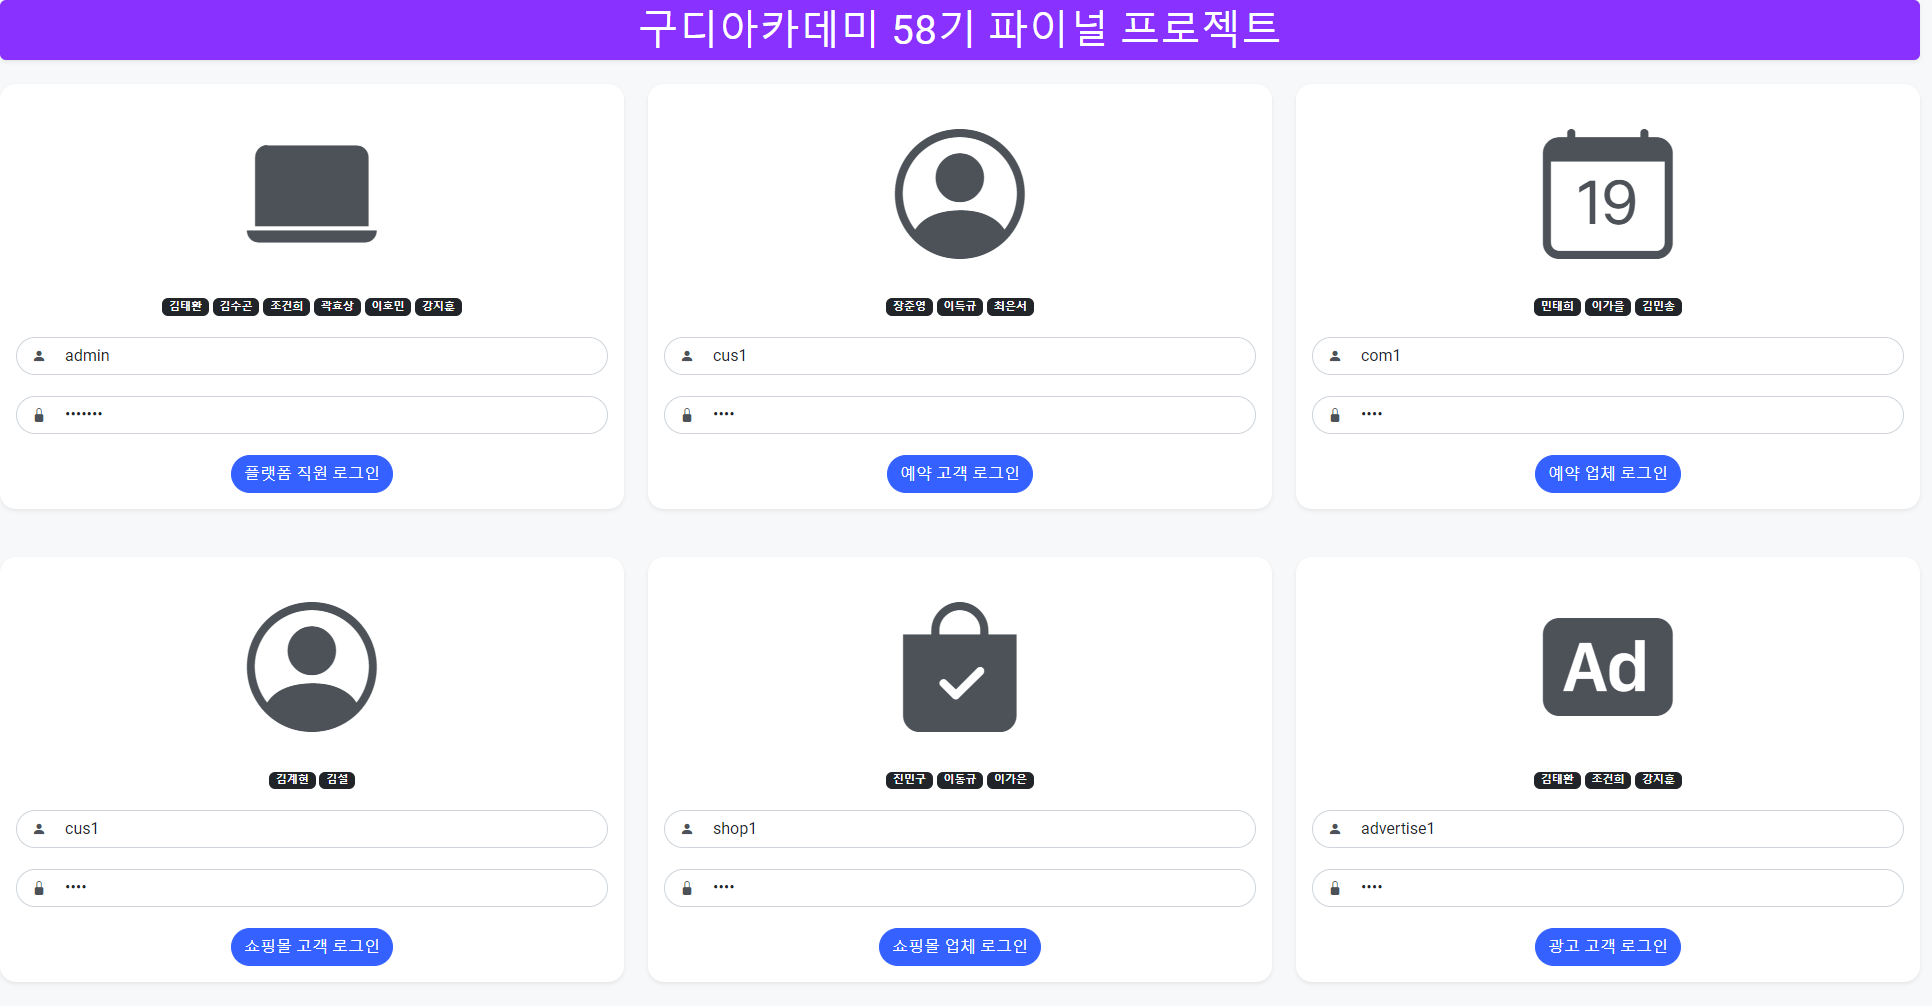 구디아카데미 58기 파이널 프로젝트
19
김태환 김수곤 조건희 곽효상 이호민 강지훈
장준영 이득규 최은서
민태희 이가을 김민송
admin
cus1
com1
•••••••
••••
••••
플랫폼 직원 로그인
예약 고객 로그인
예약 업체 로그인
Ad
김계현 김설
진민구 이동규 이가은
김태환 조건희 강지훈
cus1
shop1
advertise1
••••
••••
••••
쇼핑몰 고객 로그인
쇼핑몰 업체 로그인
광고 고객 로그인